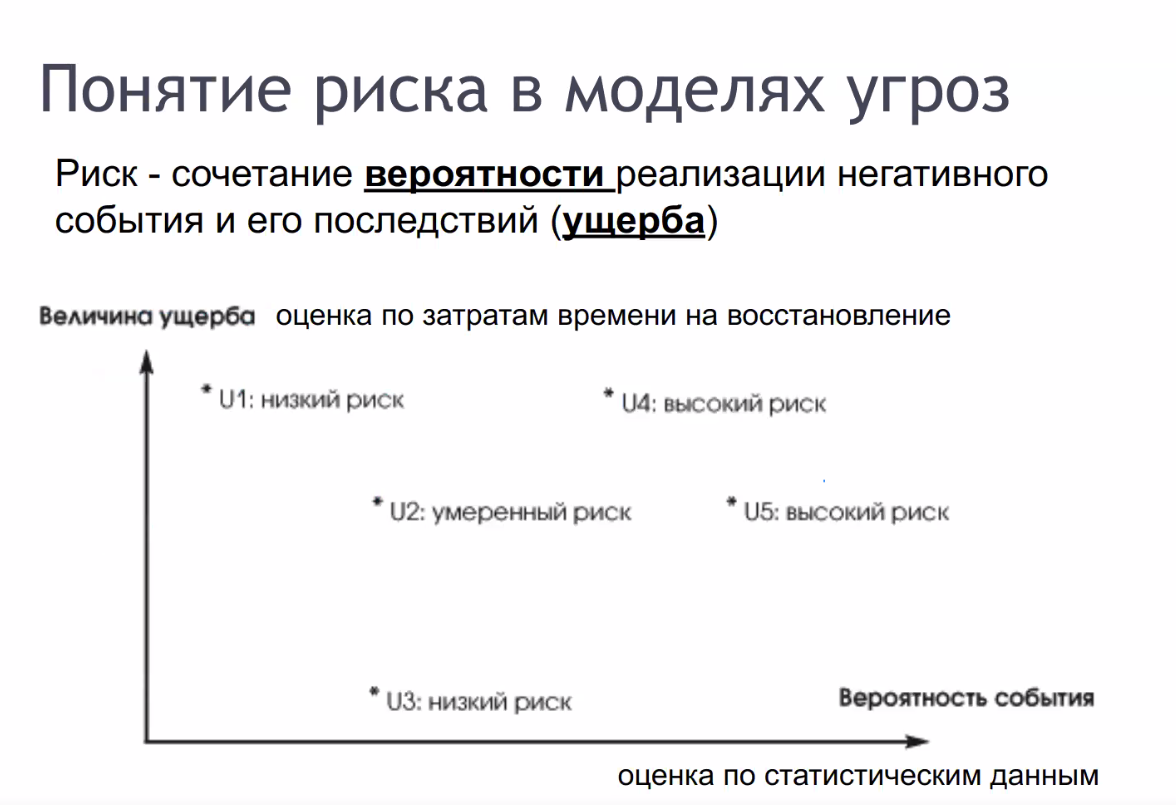 Понятие риска в моделях угроз
Риск - сочетание вероятности реализации негативного
события и его последствий (ущерба)
Величина ущерба оценка по затратам времени на восстановление
* U1: низкий риск
* U4: высокий риск
* U2: умеренный риск
* U5: высокий риск
* U3: низкий риск
Вероятность события
оценка по статистическим данным